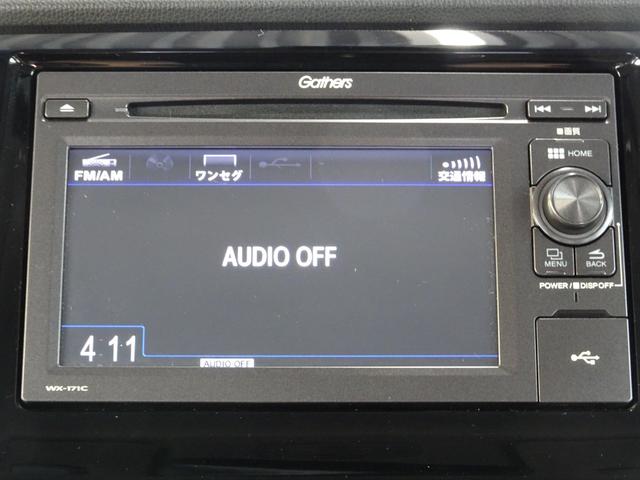 Gathers
画質
HOME
FM/AM
ワンセグ
交通情報
AUDIO OFF
MENU
BACK
POWER / DISP OFF
4:11
AUDIO OFF
WX-171C